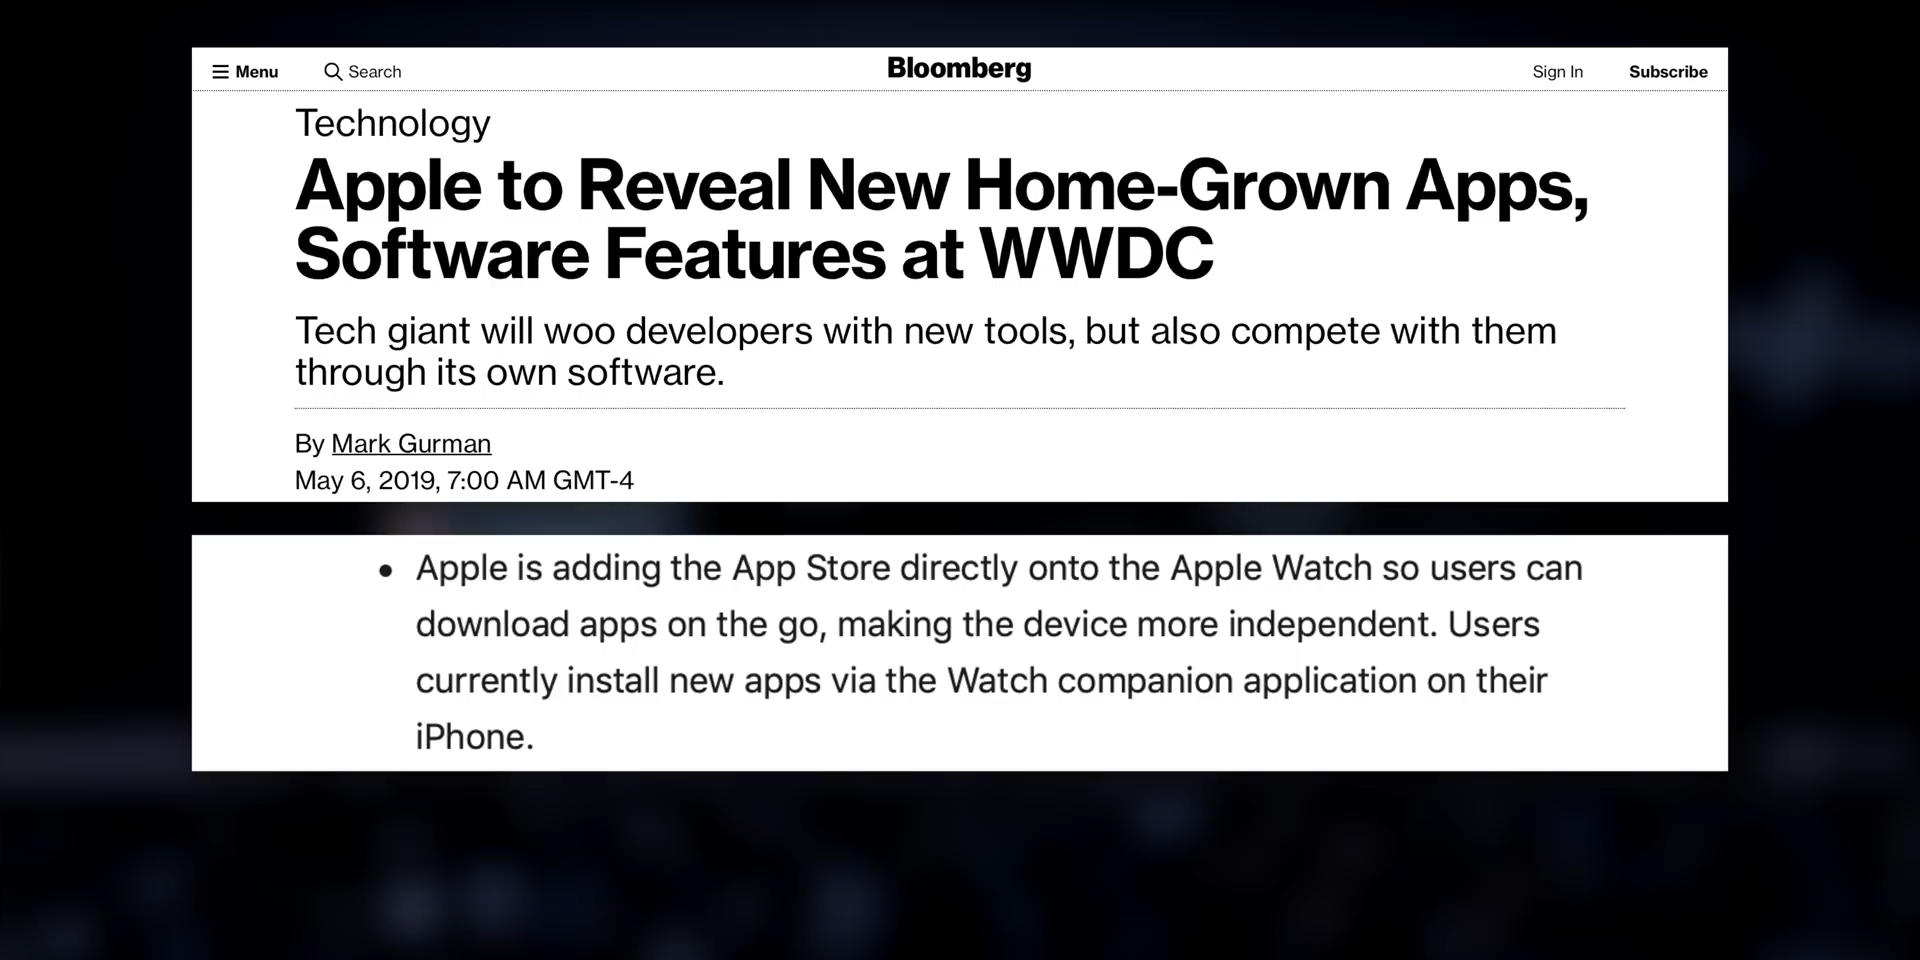 Menu Search Bloomberg Sign In Subscribe
Technology
Apple to Reveal New Home-Grown Apps,
Software Features at WWDC
Tech giant will woo developers with new tools, but also compete with them
through its own software.
By Mark Gurman
May 6, 2019, 7:00 AM GMT-4
• Apple is adding the App Store directly onto the Apple Watch so users can
download apps on the go, making the device more independent. Users
currently install new apps via the Watch companion application on their
iPhone.